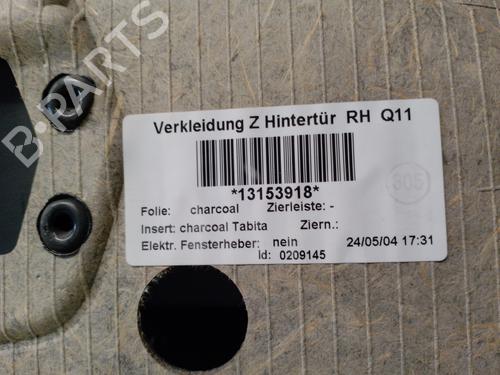 B-PARTS
Verkleidung Z Hintertür RH Q11
*13153918*
305
Folie: charcoal Zierleiste: -
Insert: charcoal Tabita Ziern.:
Elektr. Fensterheber: nein 24/05/04 17:31
Id: 0209145